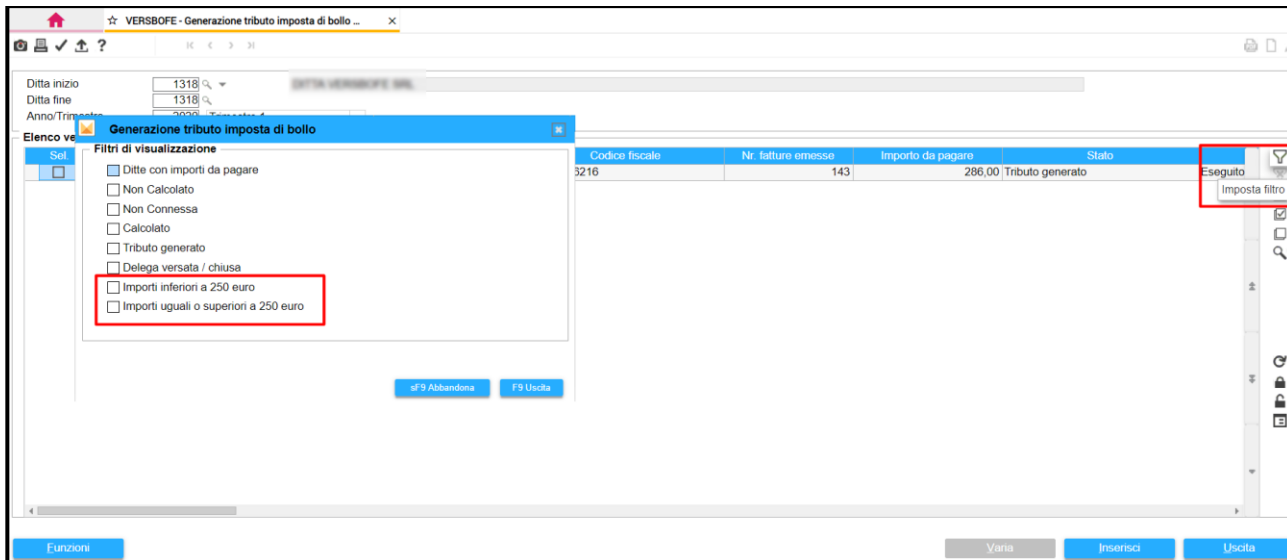 VERSBOFE - Generazione tributo imposta di bollo ...
Ditta inizio 1318 DITTA VERSBOFE SRL
Ditta fine 1318
Anno/Trimestre
Elenco ve
Generazione tributo imposta di bollo
Filtri di visualizzazione
Ditte con importi da pagare
Non Calcolato
Non Connessa
Calcolato
Tributo generato
Delega versata / chiusa
Importi inferiori a 250 euro
Importi uguali o superiori a 250 euro
sF9 Abbandona F9 Uscita
Sel. Codice fiscale Nr. fatture emesse Importo da pagare Stato
6216 143 286,00 Tributo generato Eseguito
Imposta filtro
Funzioni Varia Inserisci Uscita